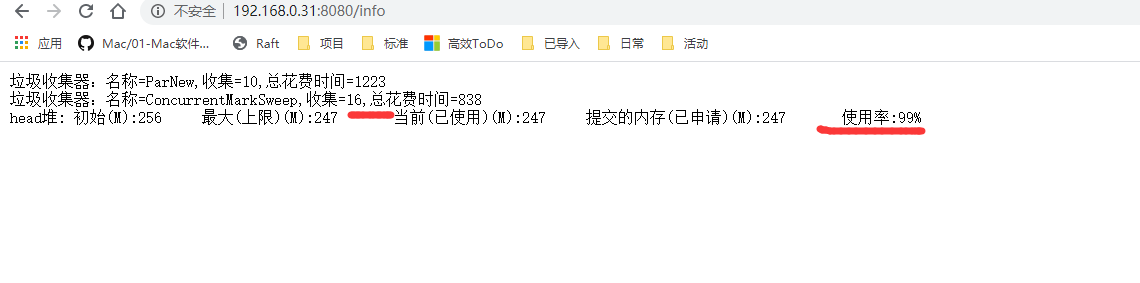 不安全 | 192.168.0.31:8080/info
应用 Mac/01-Mac软件... Raft 项目 标准 高效ToDo 已导入 日常 活动
垃圾收集器：名称=ParNew,收集=10,总花费时间=1223
垃圾收集器：名称=ConcurrentMarkSweep,收集=16,总花费时间=838
head堆: 初始(M):256 最大(上限)(M):247 当前(已使用)(M):247 提交的内存(已申请)(M):247 使用率:99%